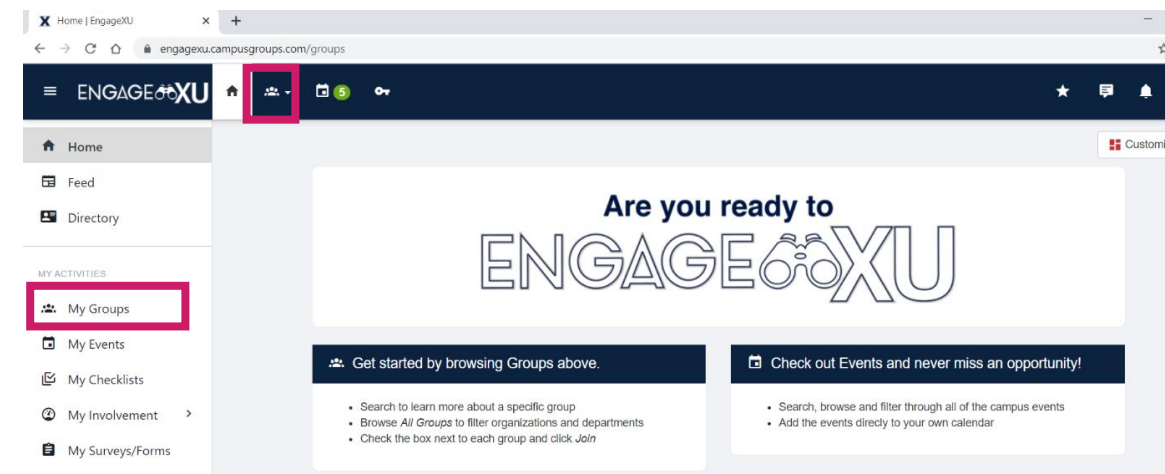 X Home | EngageXU × +
engagexu.campusgroups.com/groups
ENGAGEXU 5
Home
Feed
Directory
MY ACTIVITIES
My Groups
My Events
My Checklists
My Involvement
My Surveys/Forms
Customi
Are you ready to
ENGAGEXU
Get started by browsing Groups above.
Search to learn more about a specific group
Browse All Groups to filter organizations and departments
Check the box next to each group and click Join
Check out Events and never miss an opportunity!
Search, browse and filter through all of the campus events
Add the events direcly to your own calendar